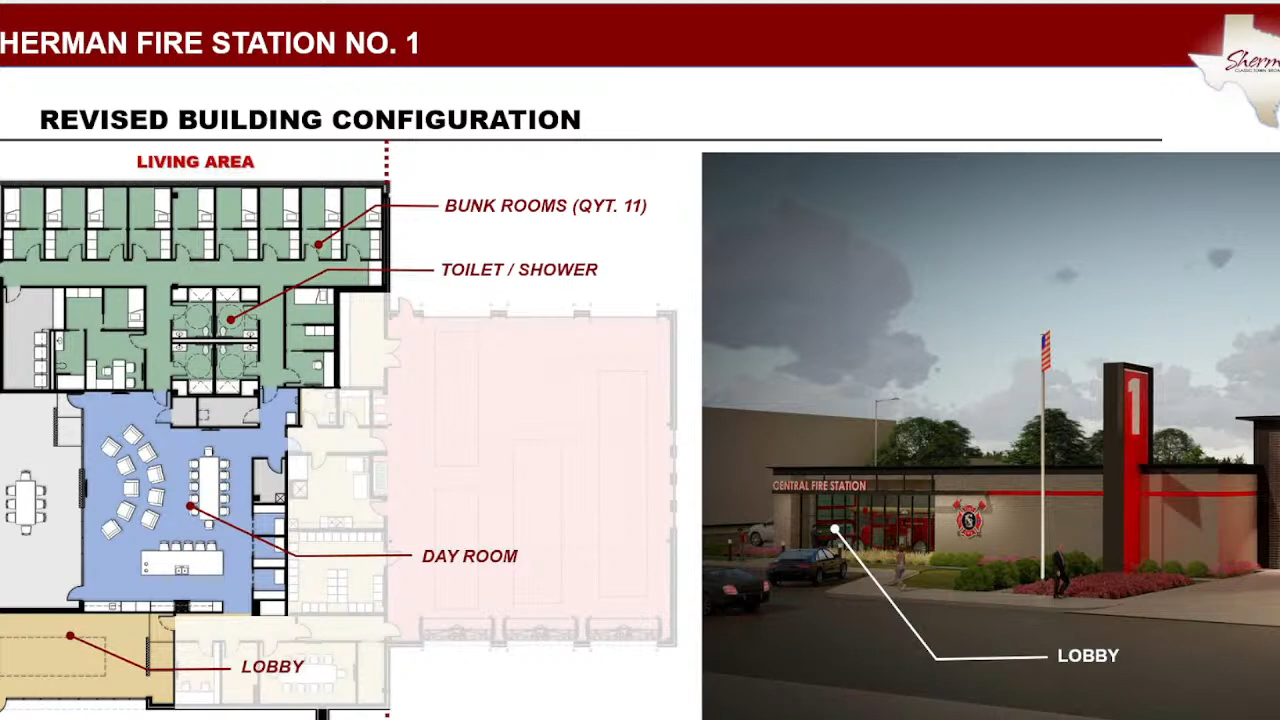 HERMAN FIRE STATION NO. 1
Sherm
REVISED BUILDING CONFIGURATION
LIVING AREA
BUNK ROOMS (QYT. 11)
TOILET / SHOWER
DAY ROOM
LOBBY
1
CENTRAL FIRE STATION
S
LOBBY